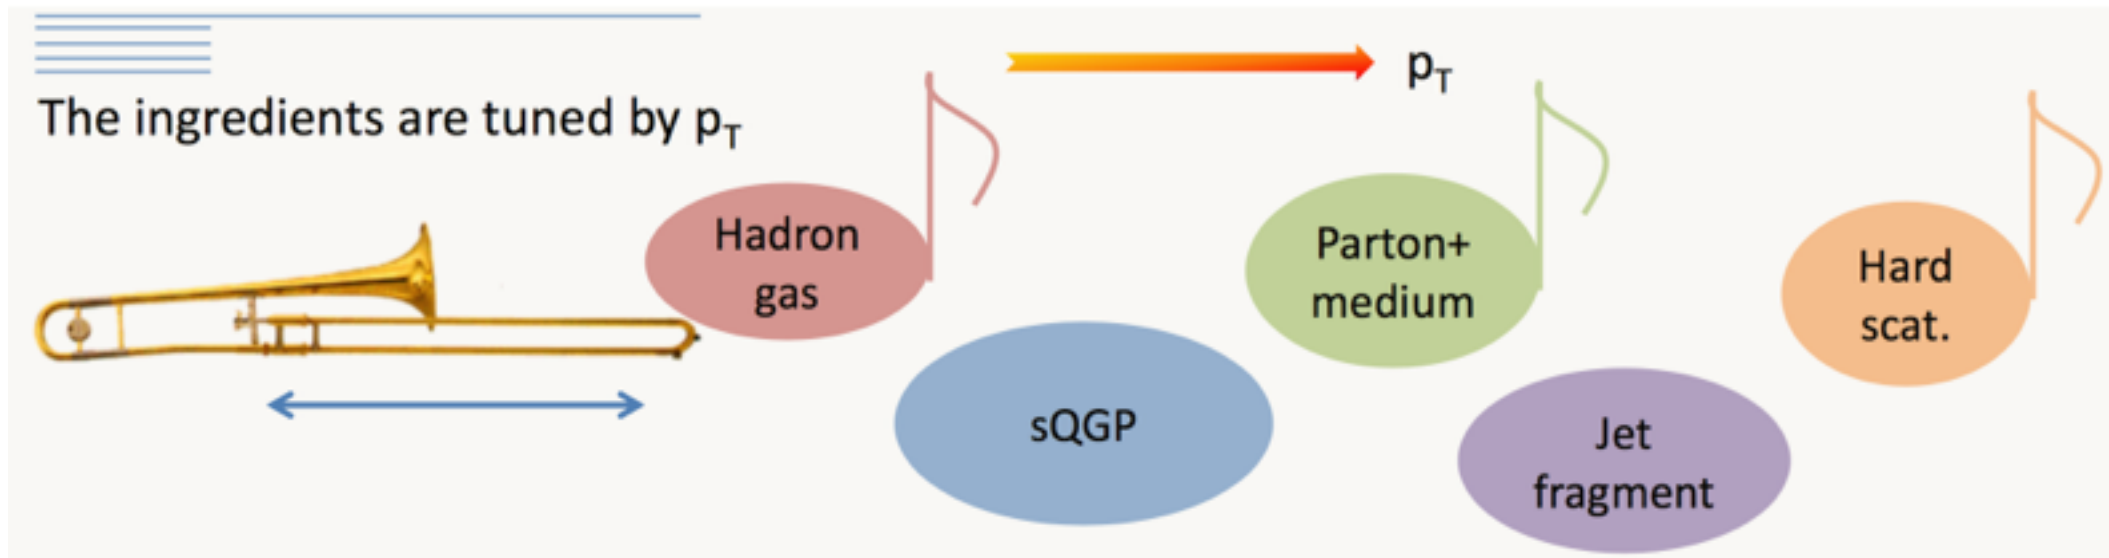 The ingredients are tuned by pT
pT
Hadron
gas
sQGP
Parton+
medium
Jet
fragment
Hard
scat.